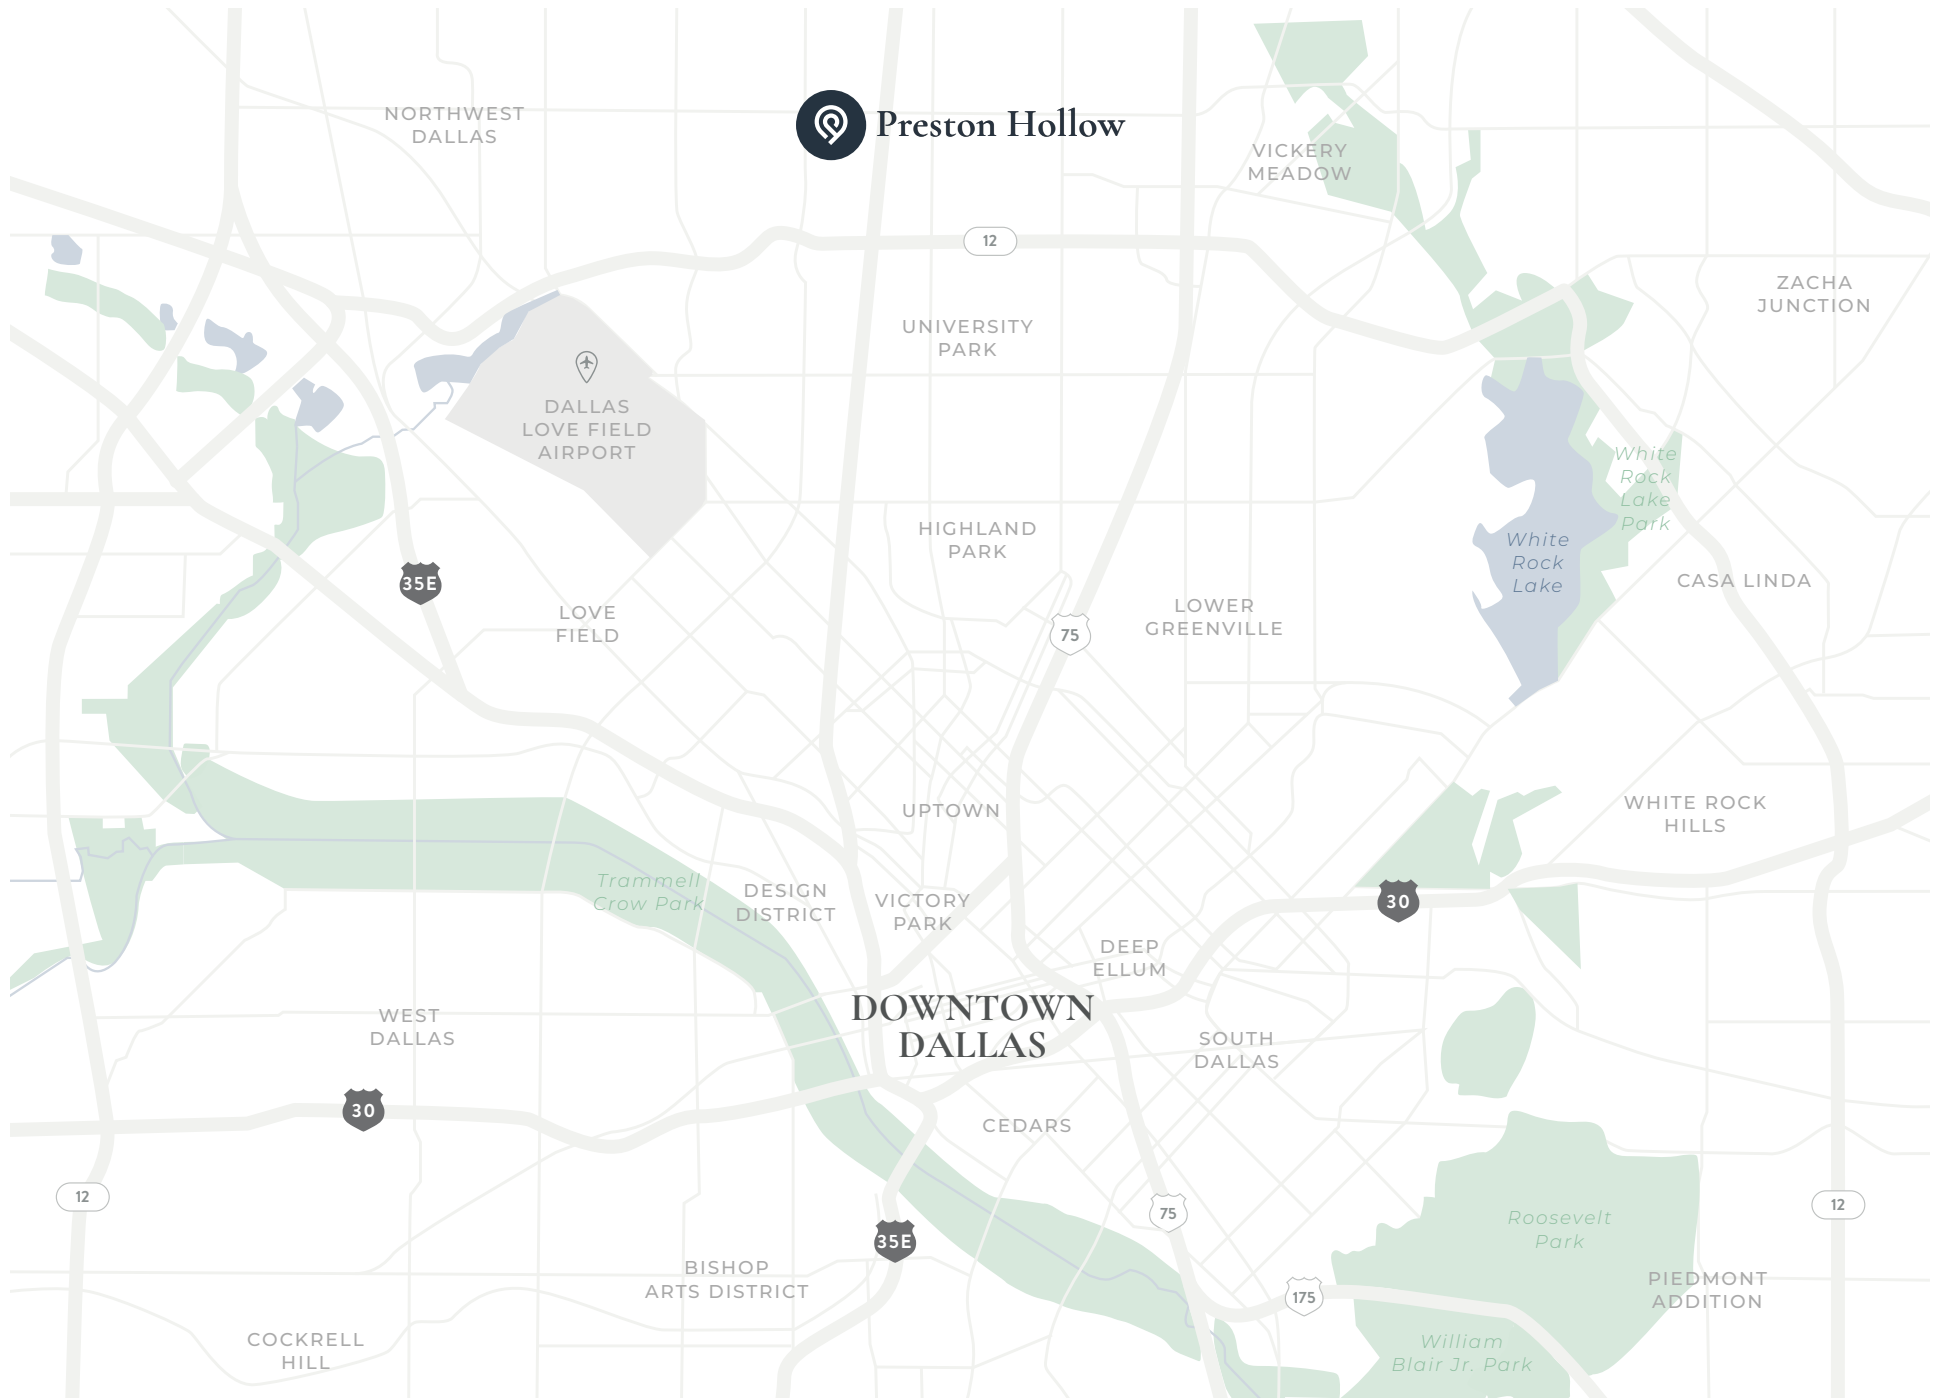 NORTHWEST
DALLAS
Preston Hollow
VICKERY
MEADOW
12
ZACHA
JUNCTION
UNIVERSITY
PARK
DALLAS
LOVE FIELD
AIRPORT
White
Rock
Lake
Park
HIGHLAND
PARK
White
Rock
Lake
35E
CASA LINDA
LOVE
FIELD
75
LOWER
GREENVILLE
UPTOWN
WHITE ROCK
HILLS
Trammell
Crow Park
DESIGN
DISTRICT
VICTORY
PARK
30
DEEP
ELLUM
DOWNTOWN
DALLAS
WEST
DALLAS
SOUTH
DALLAS
30
CEDARS
12
75
12
Roosevelt
Park
35E
BISHOP
ARTS DISTRICT
175
PIEDMONT
ADDITION
COCKRELL
HILL
William
Blair Jr. Park